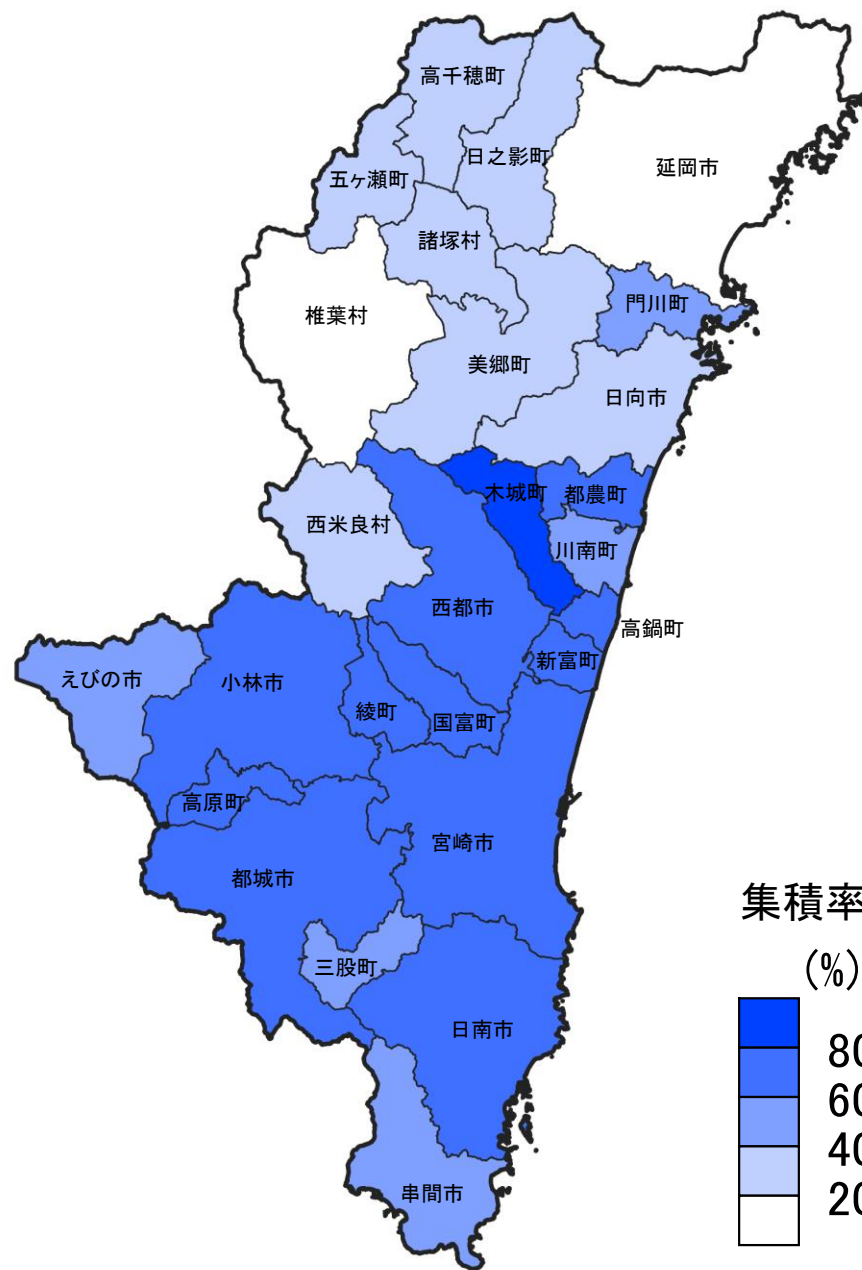 高千穂町
日之影町
延岡市
五ヶ瀬町
諸塚村
門川町
椎葉村
美郷町
日向市
木城町
都農町
西米良村
川南町
西都市
高鍋町
新富町
えびの市
小林市
綾町
国富町
高原町
宮崎市
都城市
三股町
日南市
串間市
集積率
(%)
80
60
40
20